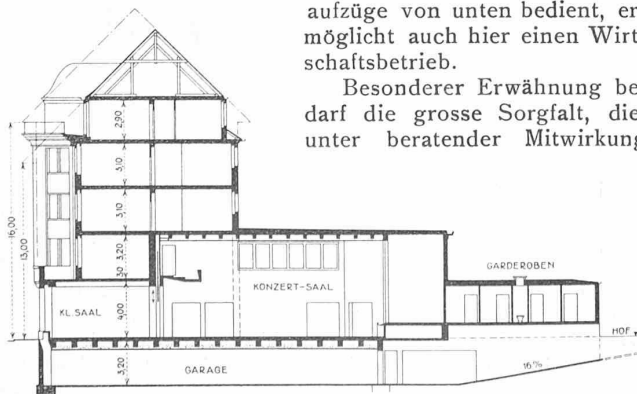 aufzüge von unten bedient, er
möglicht auch hier einen Wirt
schaftsbetrieb.
Besonderer Erwähnung be
darf die grosse Sorgfalt, die
unter beratender Mitwirkung
2,90
3,10
3,10
3,20
30
4,00
3,20
16,00
13,00
GARDEROBEN
KONZERT-SAAL
KL. SAAL
HOF
GARAGE
16%